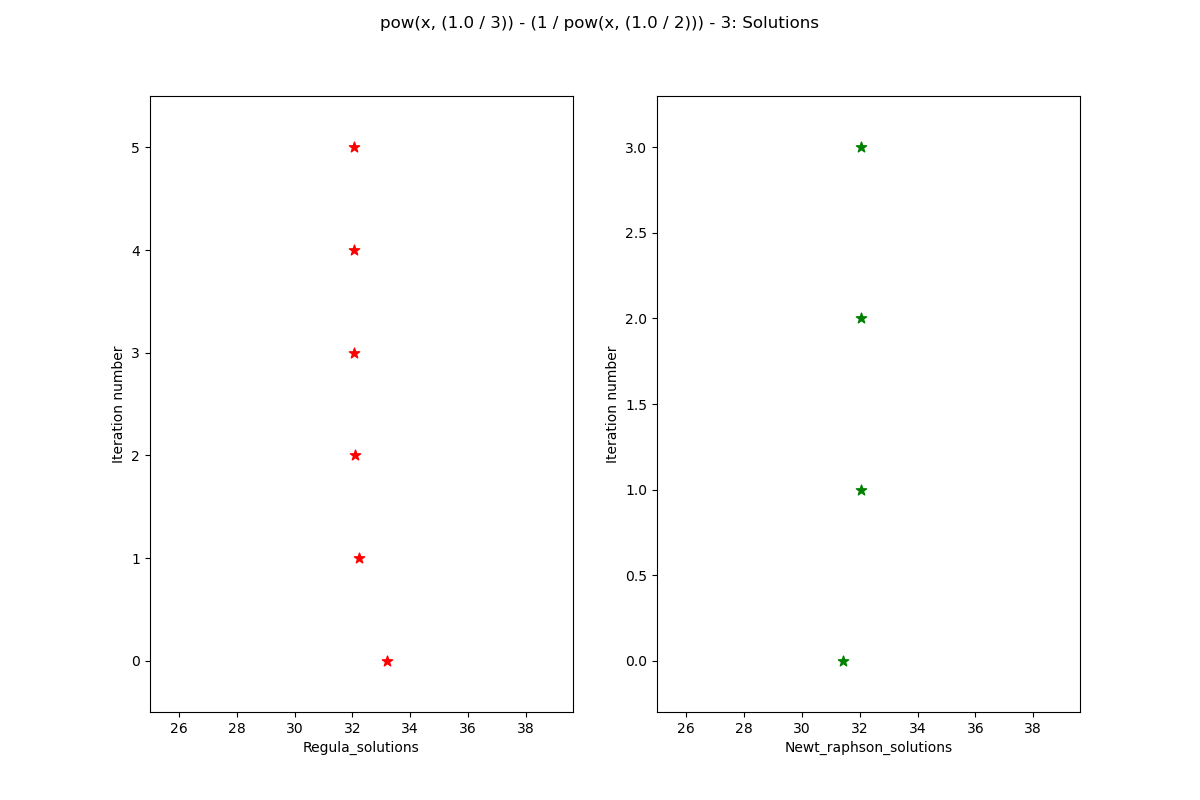 pow(x, (1.0 / 3)) - (1 / pow(x, (1.0 / 2))) - 3: Solutions
5
4
3
2
1
0
Iteration number
26 28 30 32 34 36 38
Regula_solutions
3.0
2.5
2.0
1.5
1.0
0.5
0.0
Iteration number
26 28 30 32 34 36 38
Newt_raphson_solutions